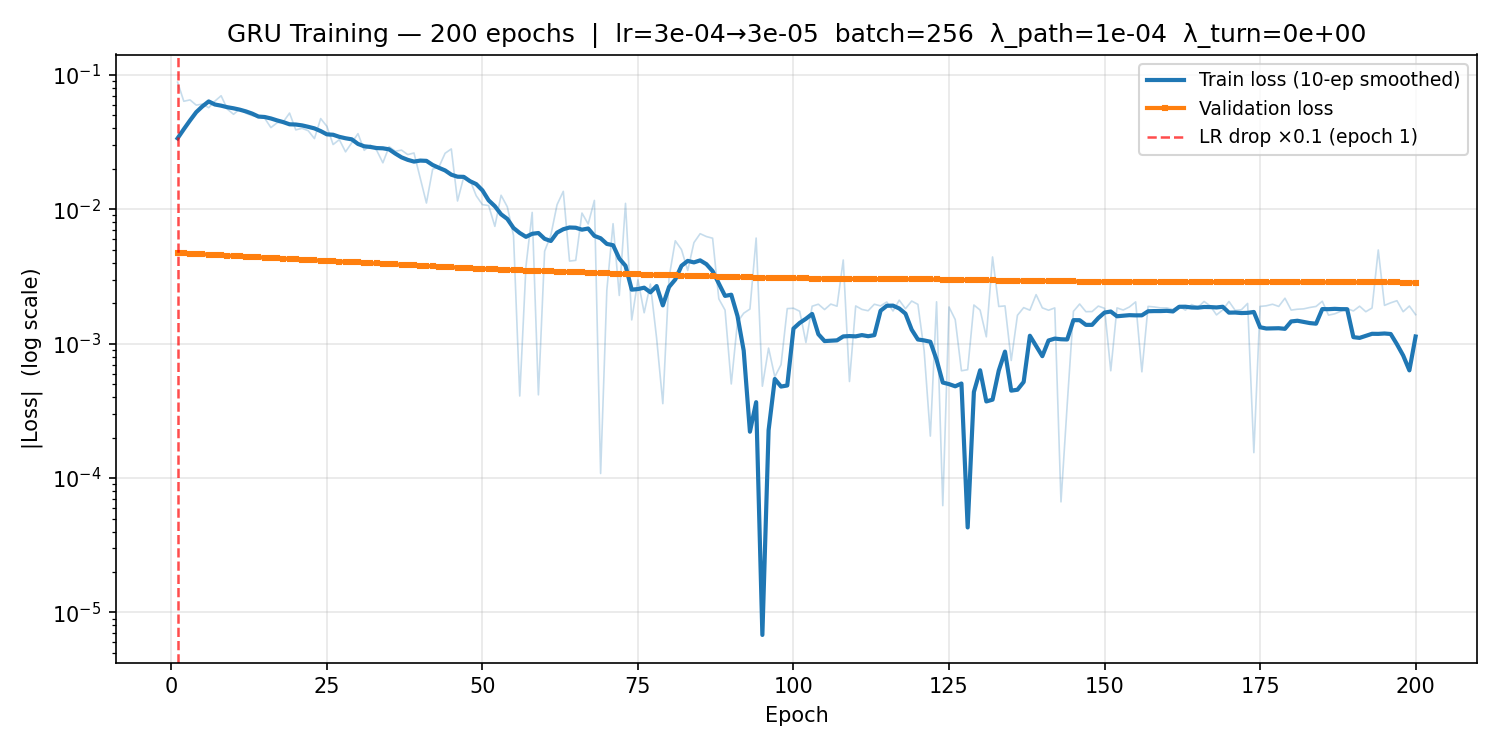 GRU Training — 200 epochs | lr=3e-04→3e-05 batch=256 λ_path=1e-04 λ_turn=0e+00
Train loss (10-ep smoothed)
Validation loss
LR drop ×0.1 (epoch 1)
|Loss| (log scale)
10⁻¹
10⁻²
10⁻³
10⁻⁴
10⁻⁵
0 25 50 75 100 125 150 175 200
Epoch